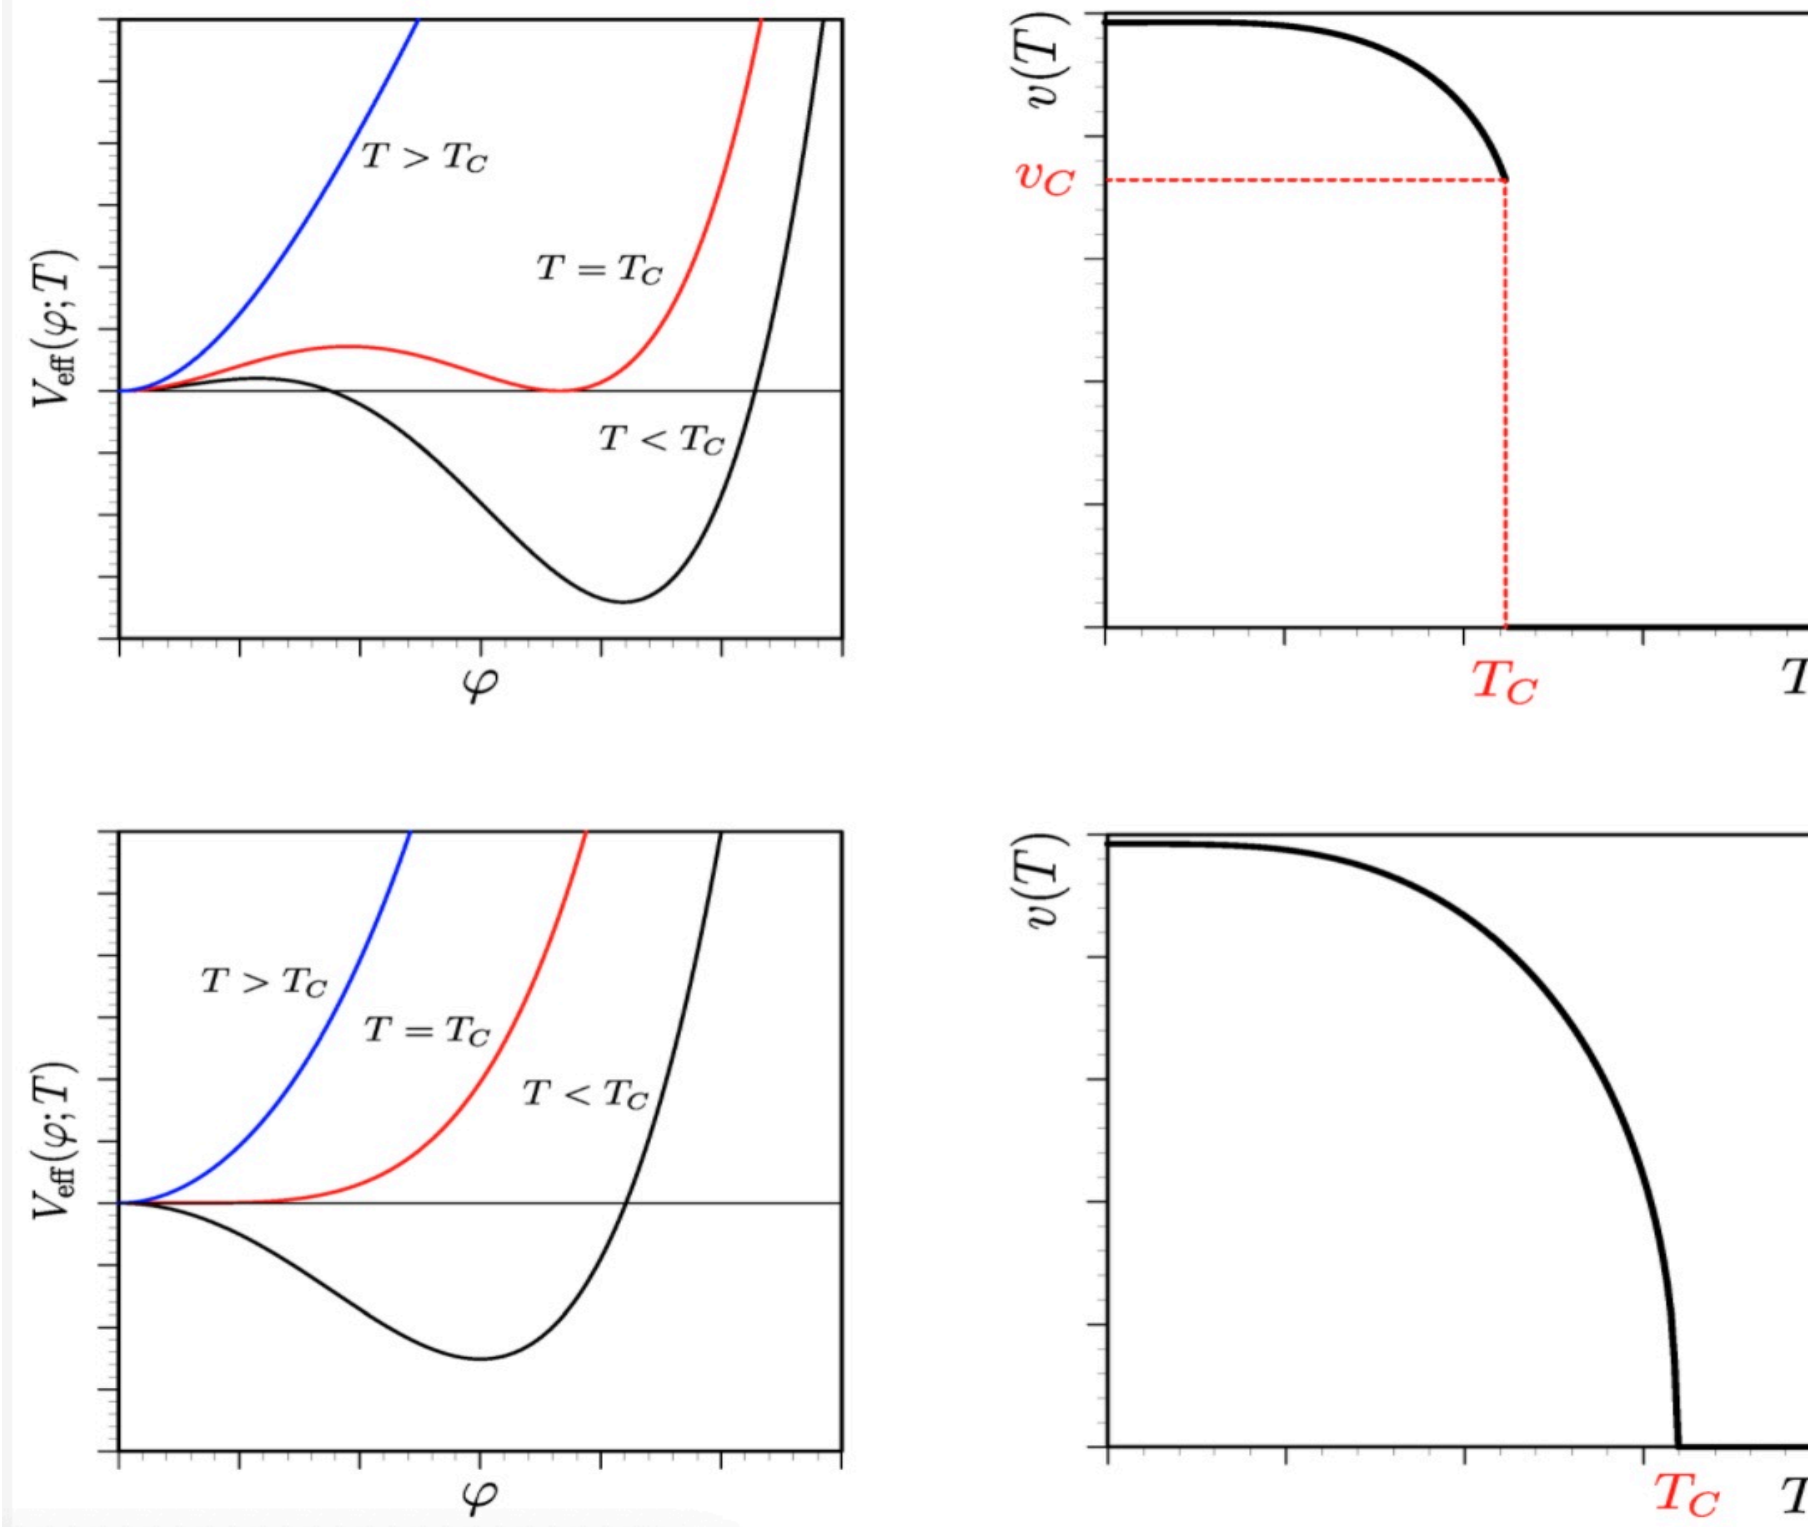 V_eff(φ;T)
T > T_C
T = T_C
T < T_C
φ
v(T)
v_C
T_C
T
V_eff(φ;T)
T > T_C
T = T_C
T < T_C
φ
v(T)
T_C
T